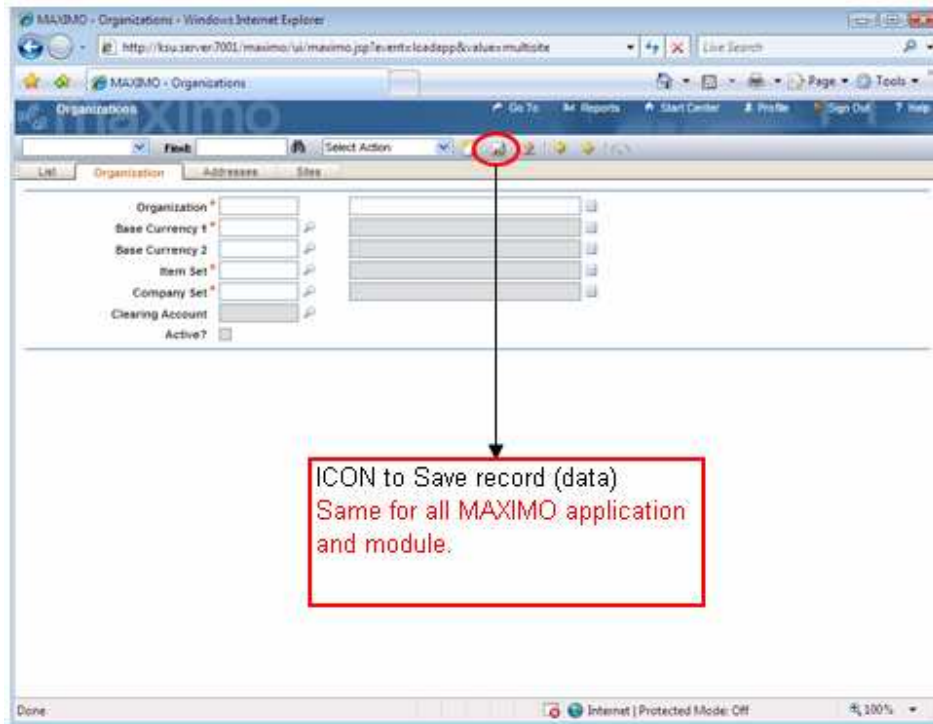 MAXIMO - Organizations - Windows Internet Explorer
http://ksu.server:7001/maximo/ui/maximo.jsp?event=loadapp&value=multisite
Live Search
MAXIMO - Organizations
Page
Tools
Organizations
maximo
Go To
Reports
Start Center
Profile
Sign Out
? Help
Find:
Select Action
List
Organization
Addresses
Sites
Organization *
Base Currency 1 *
Base Currency 2
Item Set *
Company Set *
Clearing Account
Active?
ICON to Save record (data)
Same for all MAXIMO application
and module.
Done
Internet | Protected Mode: Off
100%